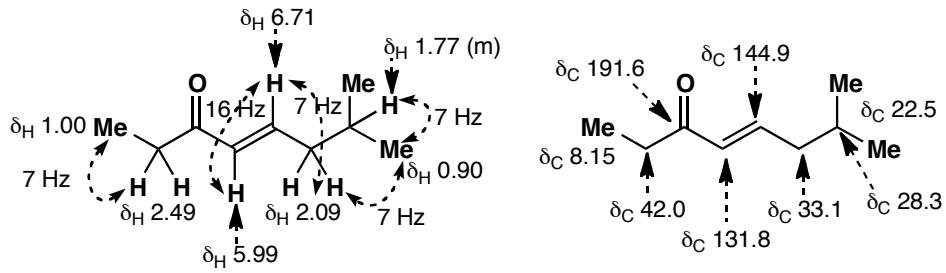 δH 6.71
δH 1.77 (m)
O H Me H
16 Hz 7 Hz
7 Hz
δH 1.00 Me
Me
δH 0.90
7 Hz
H H H H H
δH 2.49 δH 2.09 7 Hz
δH 5.99
δC 191.6 δC 144.9
O Me
Me δC 22.5
Me
δC 8.15
δC 42.0 δC 33.1 δC 28.3
δC 131.8